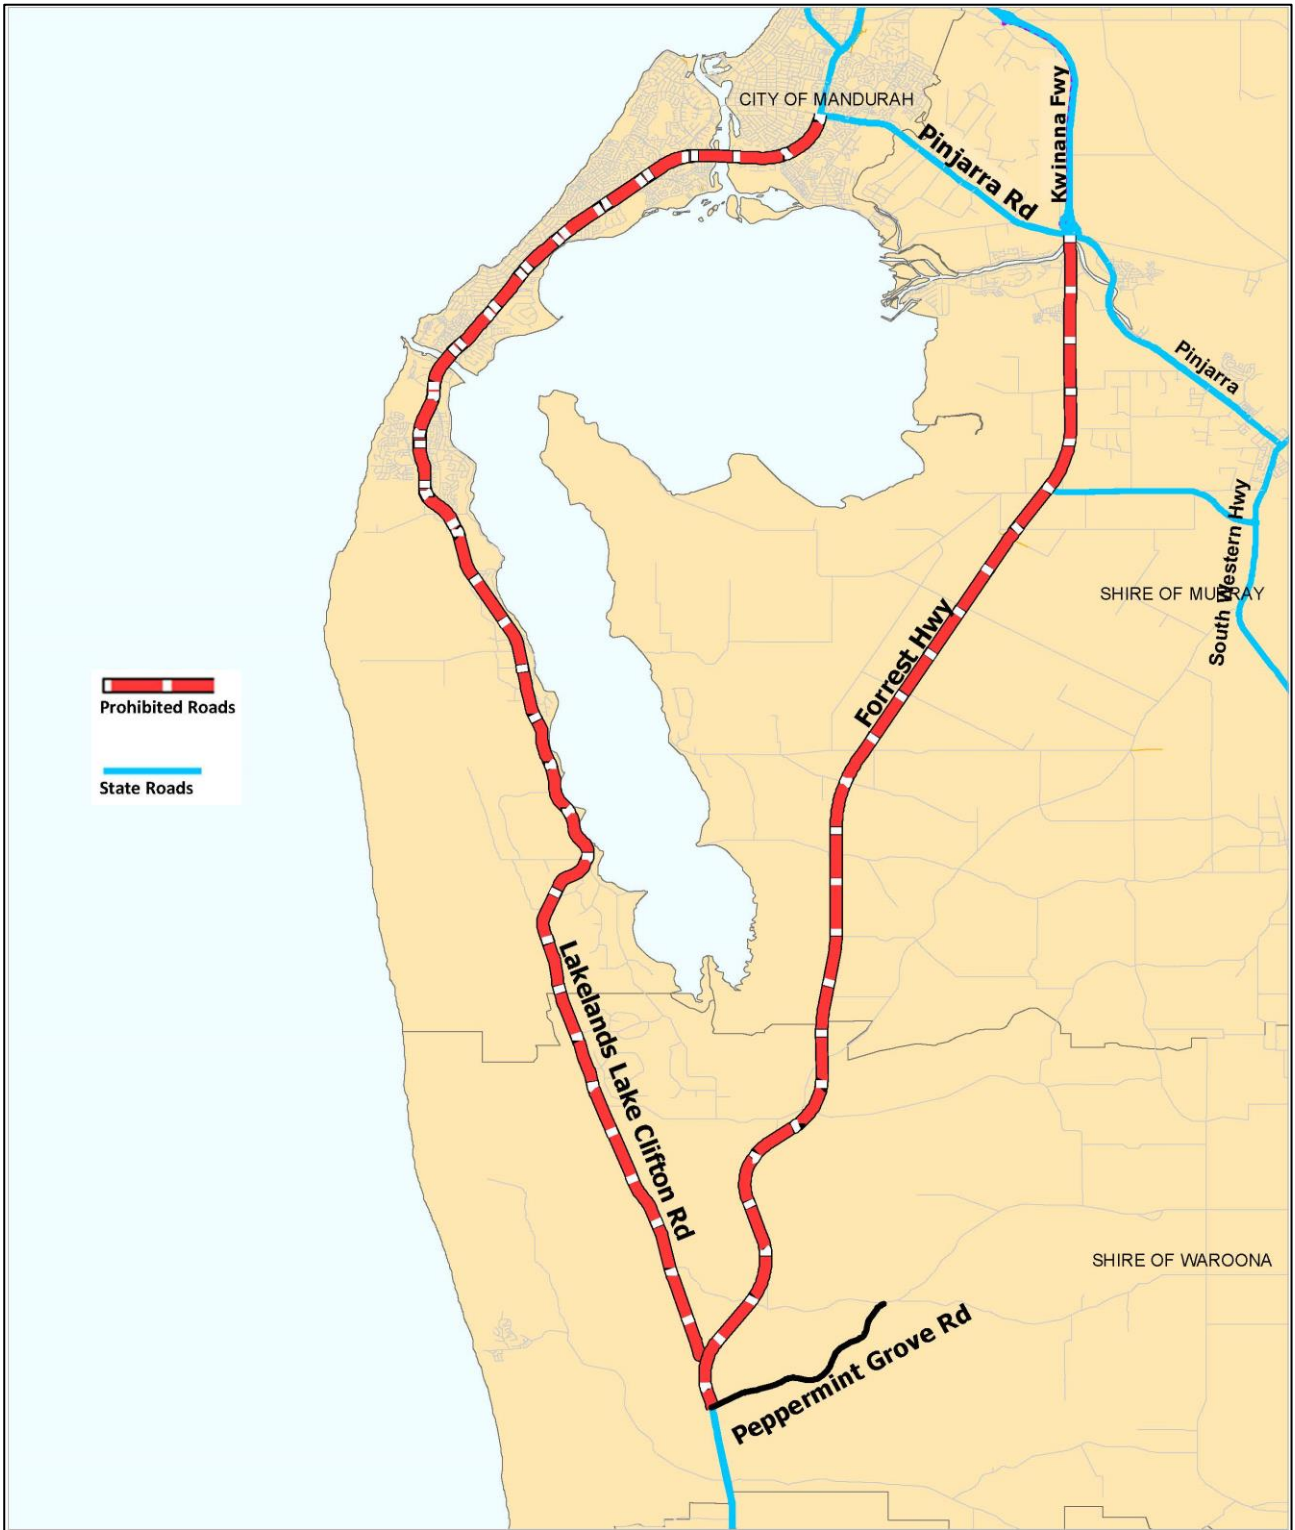 CITY OF MANDURAH
Kwinana Fwy
Pinjarra Rd
Pinjarra
South Western Hwy
SHIRE OF MURRAY
Forrest Hwy
Prohibited Roads
State Roads
Lakelands Lake Clifton Rd
SHIRE OF WAROONA
Peppermint Grove Rd